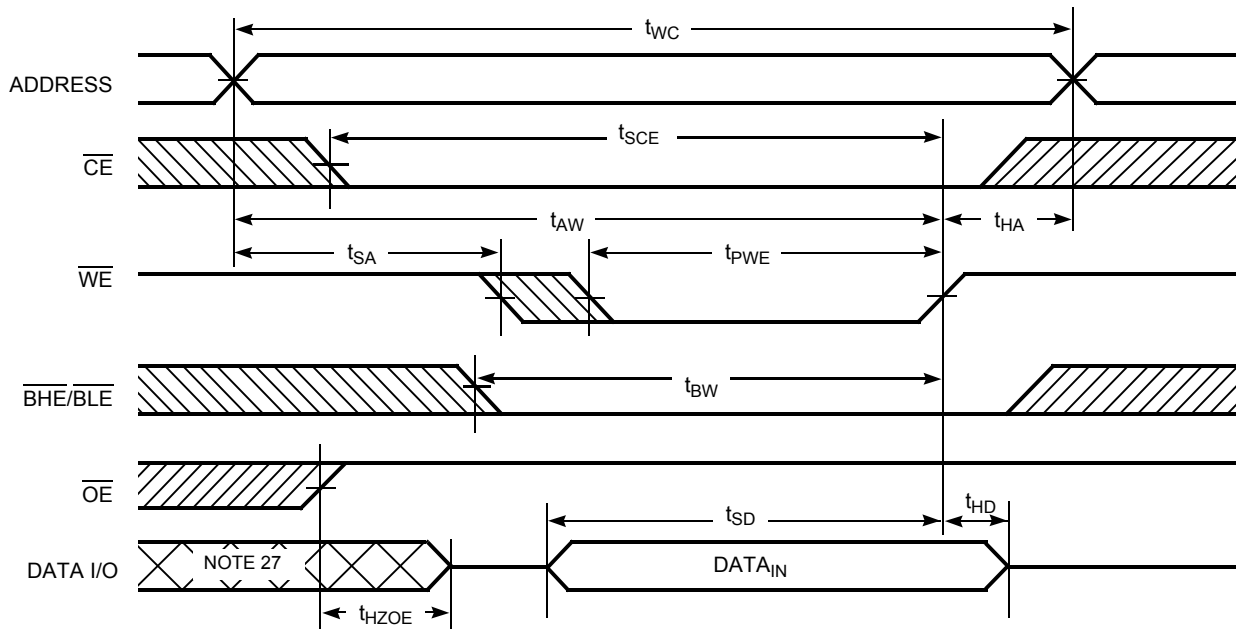 tWC
ADDRESS
tSCE
CE
tAW
tHA
tSA
tPWE
WE
tBW
BHE/BLE
OE
tSD
tHD
DATA I/O
NOTE 27
DATAIN
tHZOE